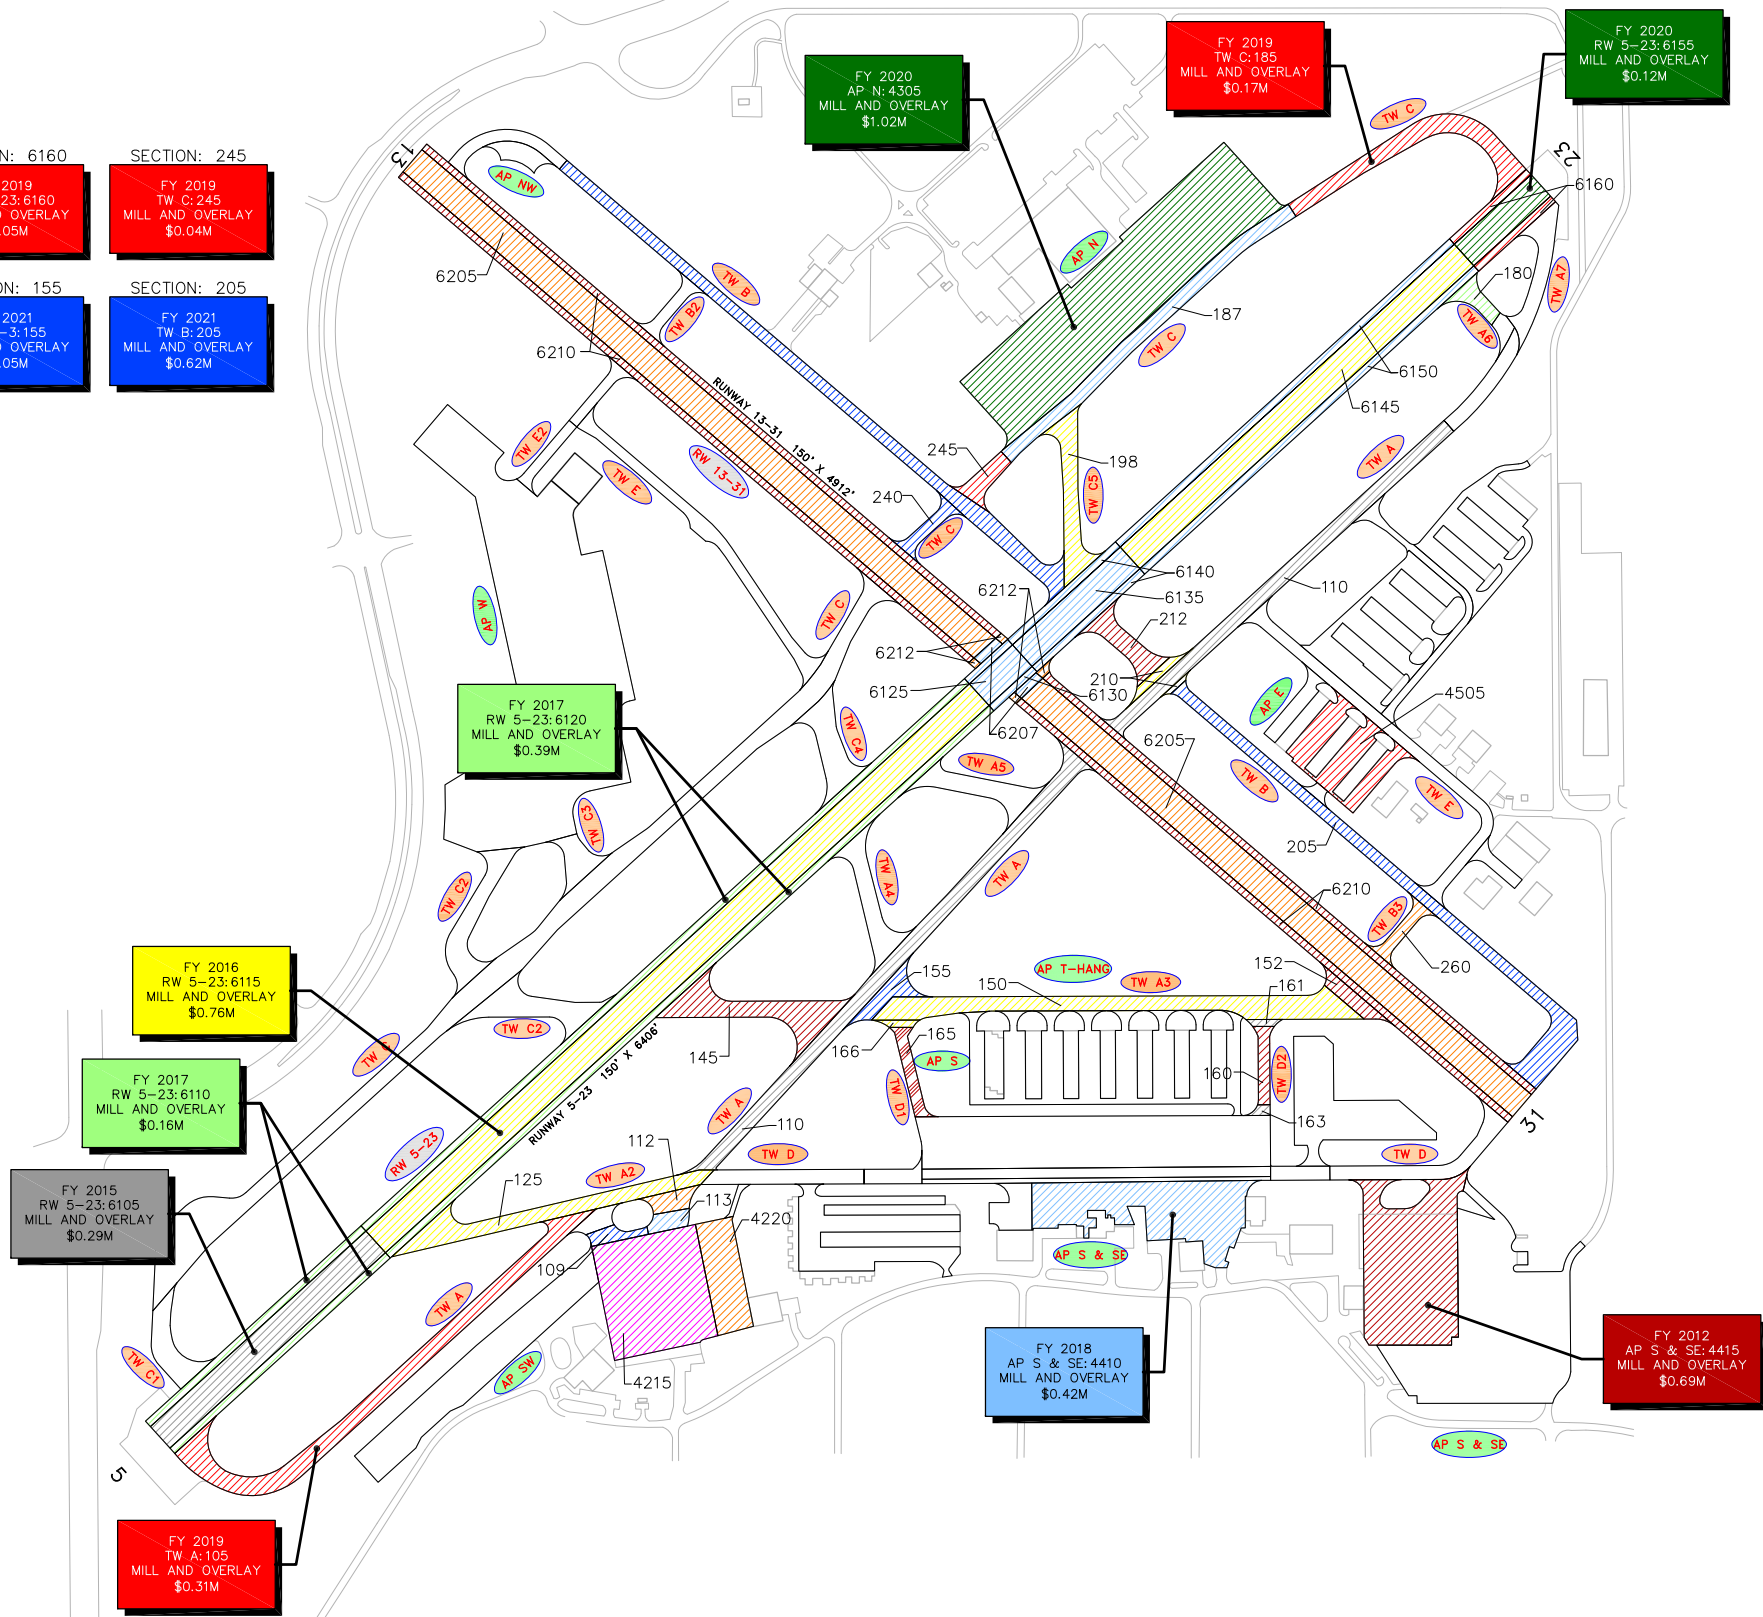 N: 6160
2019
23:6160
D OVERLAY
.05M
SECTION: 245
FY 2019
TW C:245
MILL AND OVERLAY
$0.04M
ON: 155
2021
-3:155
D OVERLAY
.05M
SECTION: 205
FY 2021
TW B:205
MILL AND OVERLAY
$0.62M
FY 2020
AP N:4305
MILL AND OVERLAY
$1.02M
FY 2019
TW C:185
MILL AND OVERLAY
$0.17M
FY 2020
RW 5-23:6155
MILL AND OVERLAY
$0.12M
13
AP NW
TW C
23
6160
6205
TW B
AP N
180
TW A7
TW B2
187
TW C
TW A6
6210
6150
6145
RUNWAY 13-31 150' X 4912'
TW E2
RW 13-31
TW E
245
198
TW A
240
TW C5
TW C
AP W
6212
6140
6135
110
TW C
212
6212
210
6125
6130
AP E
4505
FY 2017
RW 5-23:6120
MILL AND OVERLAY
$0.39M
TW C4
6207
6205
TW A5
TW B
TW E
TW C3
205
TW A4
TW A
TW C2
6210
TW B3
260
FY 2016
RW 5-23:6115
MILL AND OVERLAY
$0.76M
155
AP T-HANG
TW A3
152
150
161
TW C
TW C2
145
166
165
AP S
160
TW D2
RUNWAY 5-23 150' X 6406'
FY 2017
RW 5-23:6110
MILL AND OVERLAY
$0.16M
TW A
TW D1
163
31
110
112
TW D
TW D
RW 5-23
TW A2
125
113
4220
FY 2015
RW 5-23:6105
MILL AND OVERLAY
$0.29M
109
AP S & SE
TW A
TW C1
AP SW
4215
FY 2018
AP S & SE:4410
MILL AND OVERLAY
$0.42M
FY 2012
AP S & SE:4415
MILL AND OVERLAY
$0.69M
5
AP S & SE
FY 2019
TW A:105
MILL AND OVERLAY
$0.31M